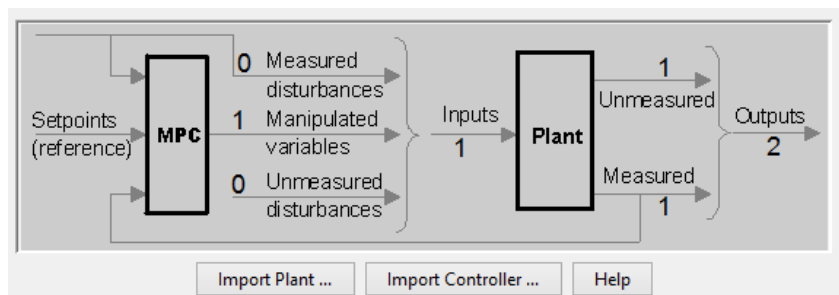 0 Measured
disturbances
Setpoints
(reference)
MPC
1 Manipulated
variables
0 Unmeasured
disturbances
Inputs
1
Plant
1
Unmeasured
Measured
1
Outputs
2
Import Plant ...
Import Controller ...
Help